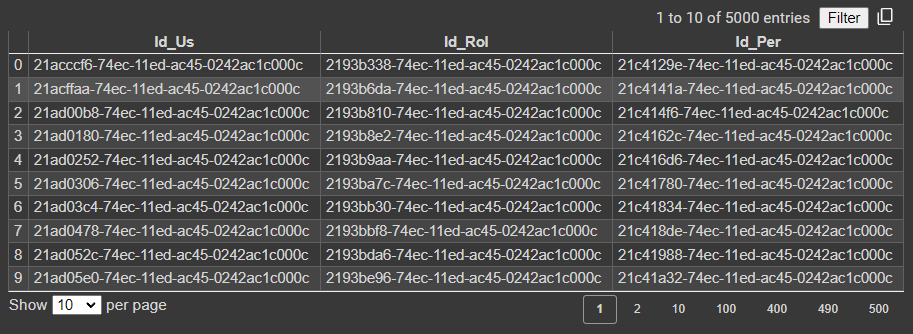 1 to 10 of 5000 entries Filter
Id_Us Id_Rol Id_Per
0 21acccf6-74ec-11ed-ac45-0242ac1c000c 2193b338-74ec-11ed-ac45-0242ac1c000c 21c4129e-74ec-11ed-ac45-0242ac1c000c
1 21acffaa-74ec-11ed-ac45-0242ac1c000c 2193b6da-74ec-11ed-ac45-0242ac1c000c 21c4141a-74ec-11ed-ac45-0242ac1c000c
2 21ad00b8-74ec-11ed-ac45-0242ac1c000c 2193b810-74ec-11ed-ac45-0242ac1c000c 21c414f6-74ec-11ed-ac45-0242ac1c000c
3 21ad0180-74ec-11ed-ac45-0242ac1c000c 2193b8e2-74ec-11ed-ac45-0242ac1c000c 21c4162c-74ec-11ed-ac45-0242ac1c000c
4 21ad0252-74ec-11ed-ac45-0242ac1c000c 2193b9aa-74ec-11ed-ac45-0242ac1c000c 21c416d6-74ec-11ed-ac45-0242ac1c000c
5 21ad0306-74ec-11ed-ac45-0242ac1c000c 2193ba7c-74ec-11ed-ac45-0242ac1c000c 21c41780-74ec-11ed-ac45-0242ac1c000c
6 21ad03c4-74ec-11ed-ac45-0242ac1c000c 2193bb30-74ec-11ed-ac45-0242ac1c000c 21c41834-74ec-11ed-ac45-0242ac1c000c
7 21ad0478-74ec-11ed-ac45-0242ac1c000c 2193bbf8-74ec-11ed-ac45-0242ac1c000c 21c418de-74ec-11ed-ac45-0242ac1c000c
8 21ad052c-74ec-11ed-ac45-0242ac1c000c 2193bda6-74ec-11ed-ac45-0242ac1c000c 21c41988-74ec-11ed-ac45-0242ac1c000c
9 21ad05e0-74ec-11ed-ac45-0242ac1c000c 2193be96-74ec-11ed-ac45-0242ac1c000c 21c41a32-74ec-11ed-ac45-0242ac1c000c
Show 10 per page 1 2 10 100 400 490 500